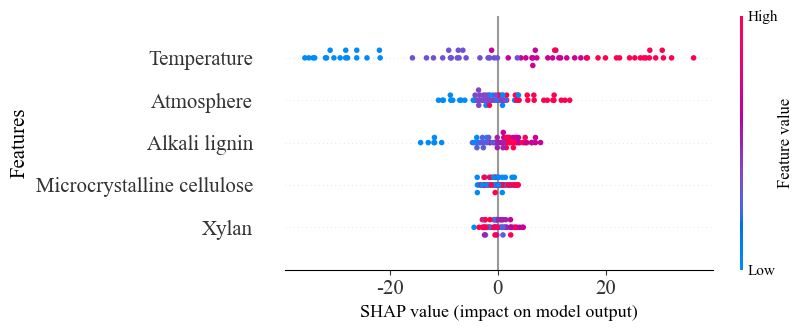 High
Temperature
Atmosphere
Alkali lignin
Microcrystalline cellulose
Xylan
Features
Feature value
Low
-20
0
20
SHAP value (impact on model output)